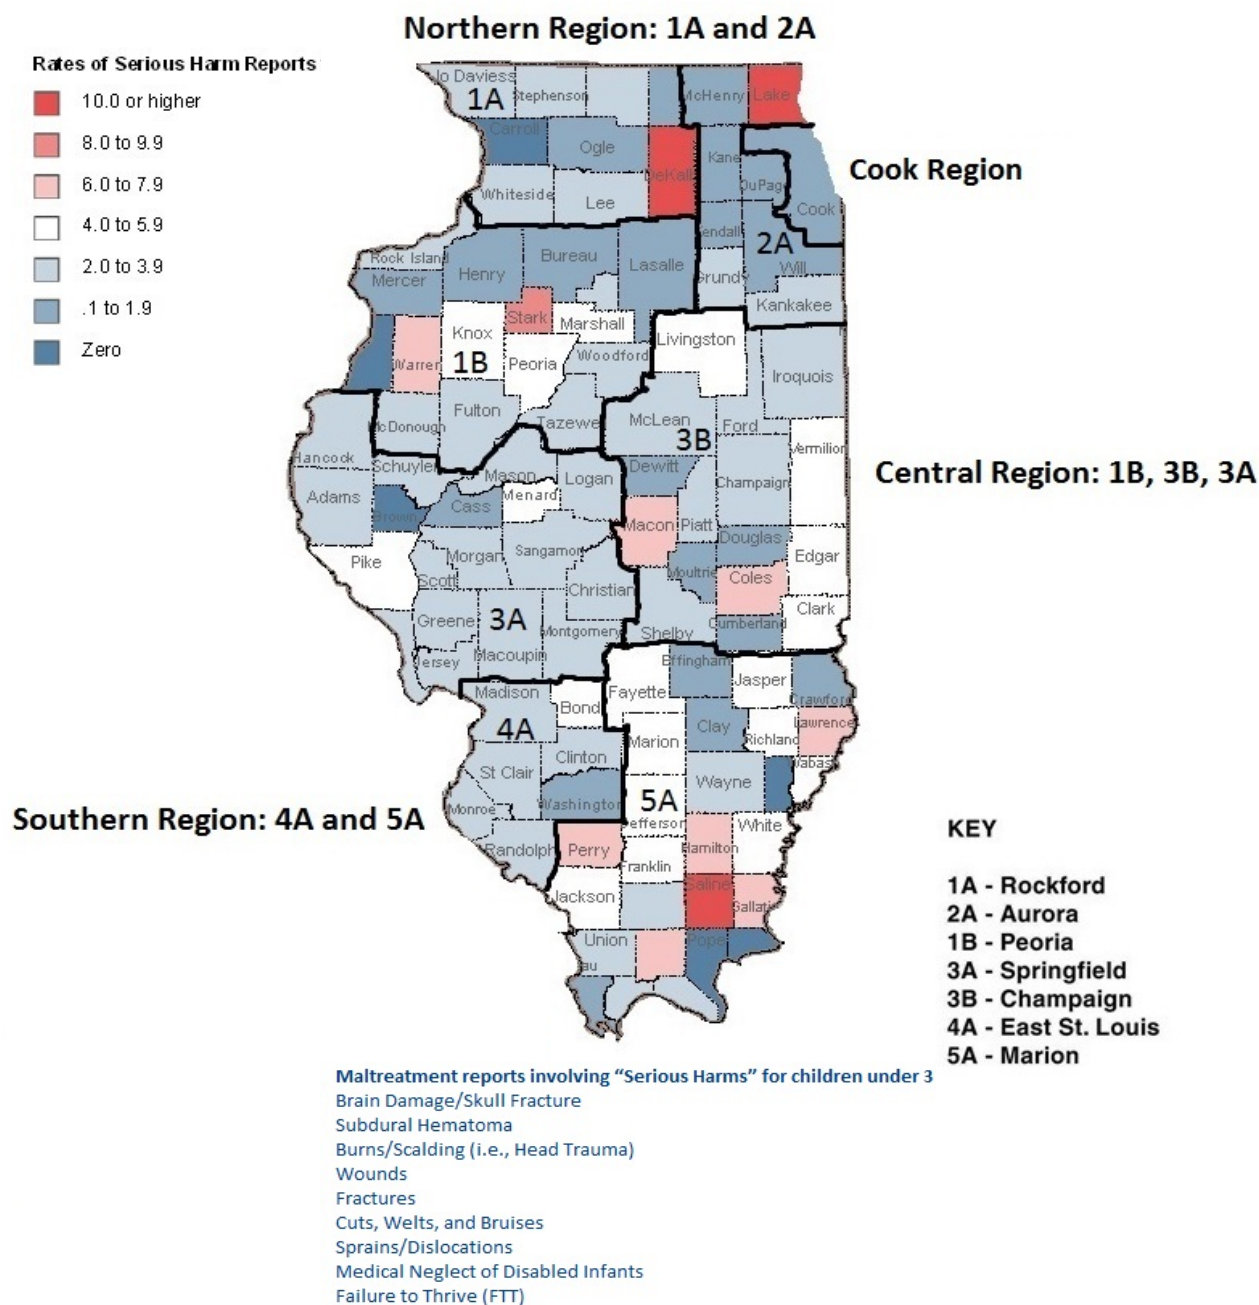 Northern Region: 1A and 2A
Rates of Serious Harm Reports
10.0 or higher
8.0 to 9.9
6.0 to 7.9
4.0 to 5.9
2.0 to 3.9
.1 to 1.9
Zero
Jo Daviess
Stephenson
McHenry
Lake
1A
Carroll
Ogle
DeKalb
Kane
DuPage
Cook Region
Whiteside
Lee
Cook
Kendall
2A
Will
Rock Island
Bureau
Lasalle
Grundy
Mercer
Henry
Kankakee
Stark
Marshall
Knox
Livingston
Warren
1B
Peoria
Woodford
Iroquois
Fulton
McDonough
Tazewe
McLean
Ford
3B
Vermilion
Hancock
Schuyler
Mason
Logan
Dewitt
Central Region: 1B, 3B, 3A
Adams
Menard
Champaign
Brown
Cass
Macon
Piatt
Douglas
Pike
Morgan
Sangamon
Edgar
Scott
Moultrie
Coles
Christian
Greene
3A
Montgomery
Shelby
Cumberland
Clark
Jersey
Macoupin
Effingham
Madison
Fayette
Jasper
Crawford
Bond
4A
Marion
Clay
Richland
Lawrence
Clinton
Wabash
St Clair
Wayne
Monroe
Washington
5A
Southern Region: 4A and 5A
Jefferson
White
Randolph
Perry
Hamilton
Franklin
Saline
Jackson
Gallati
Union
Pope
au
KEY
1A - Rockford
2A - Aurora
1B - Peoria
3A - Springfield
3B - Champaign
4A - East St. Louis
5A - Marion
Maltreatment reports involving “Serious Harms” for children under 3
Brain Damage/Skull Fracture
Subdural Hematoma
Burns/Scalding (i.e., Head Trauma)
Wounds
Fractures
Cuts, Welts, and Bruises
Sprains/Dislocations
Medical Neglect of Disabled Infants
Failure to Thrive (FTT)